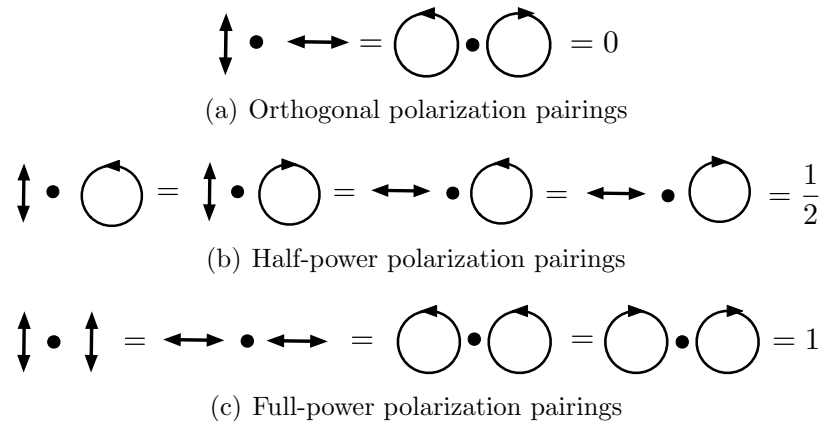 = = 0
(a) Orthogonal polarization pairings
= = = = 1/2
(b) Half-power polarization pairings
= = = = 1
(c) Full-power polarization pairings